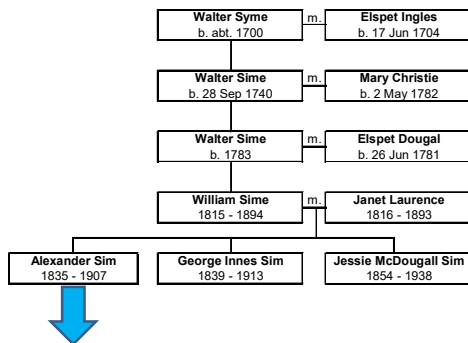 Walter Syme m. Elspet Ingles
b. abt. 1700 b. 17 Jun 1704
Walter Sime m. Mary Christie
b. 28 Sep 1740 b. 2 May 1782
Walter Sime m. Elspet Dougal
b. 1783 b. 26 Jun 1781
William Sime m. Janet Laurence
1815 - 1894 1816 - 1893
Alexander Sim George Innes Sim Jessie McDougall Sim
1835 - 1907 1839 - 1913 1854 - 1938